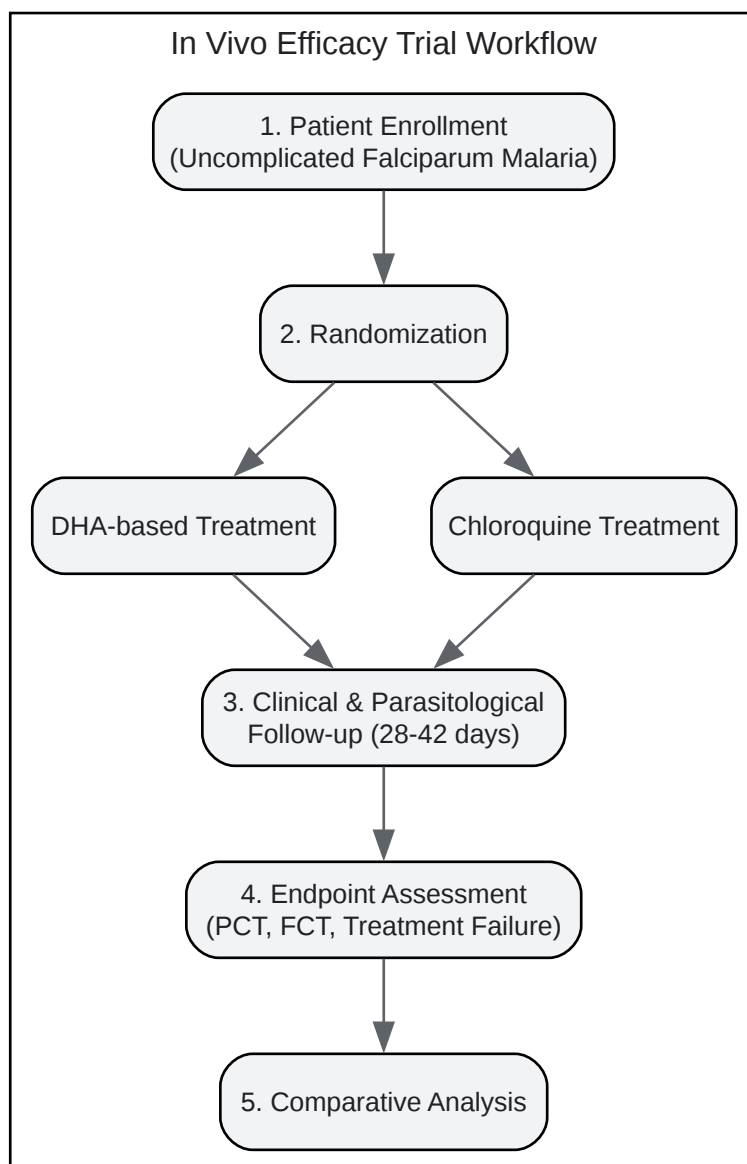 In Vivo Efficacy Trial Workflow
1. Patient Enrollment
(Uncomplicated Falciparum Malaria)
2. Randomization
DHA-based Treatment
Chloroquine Treatment
3. Clinical & Parasitological
Follow-up (28-42 days)
4. Endpoint Assessment
(PCT, FCT, Treatment Failure)
5. Comparative Analysis